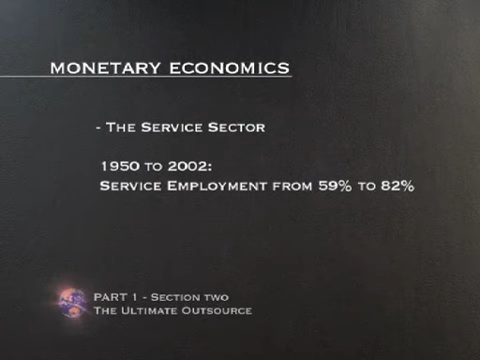 MONETARY ECONOMICS
- THE SERVICE SECTOR
1950 TO 2002:
SERVICE EMPLOYMENT FROM 59% TO 82%
PART 1 - SECTION TWO
THE ULTIMATE OUTSOURCE